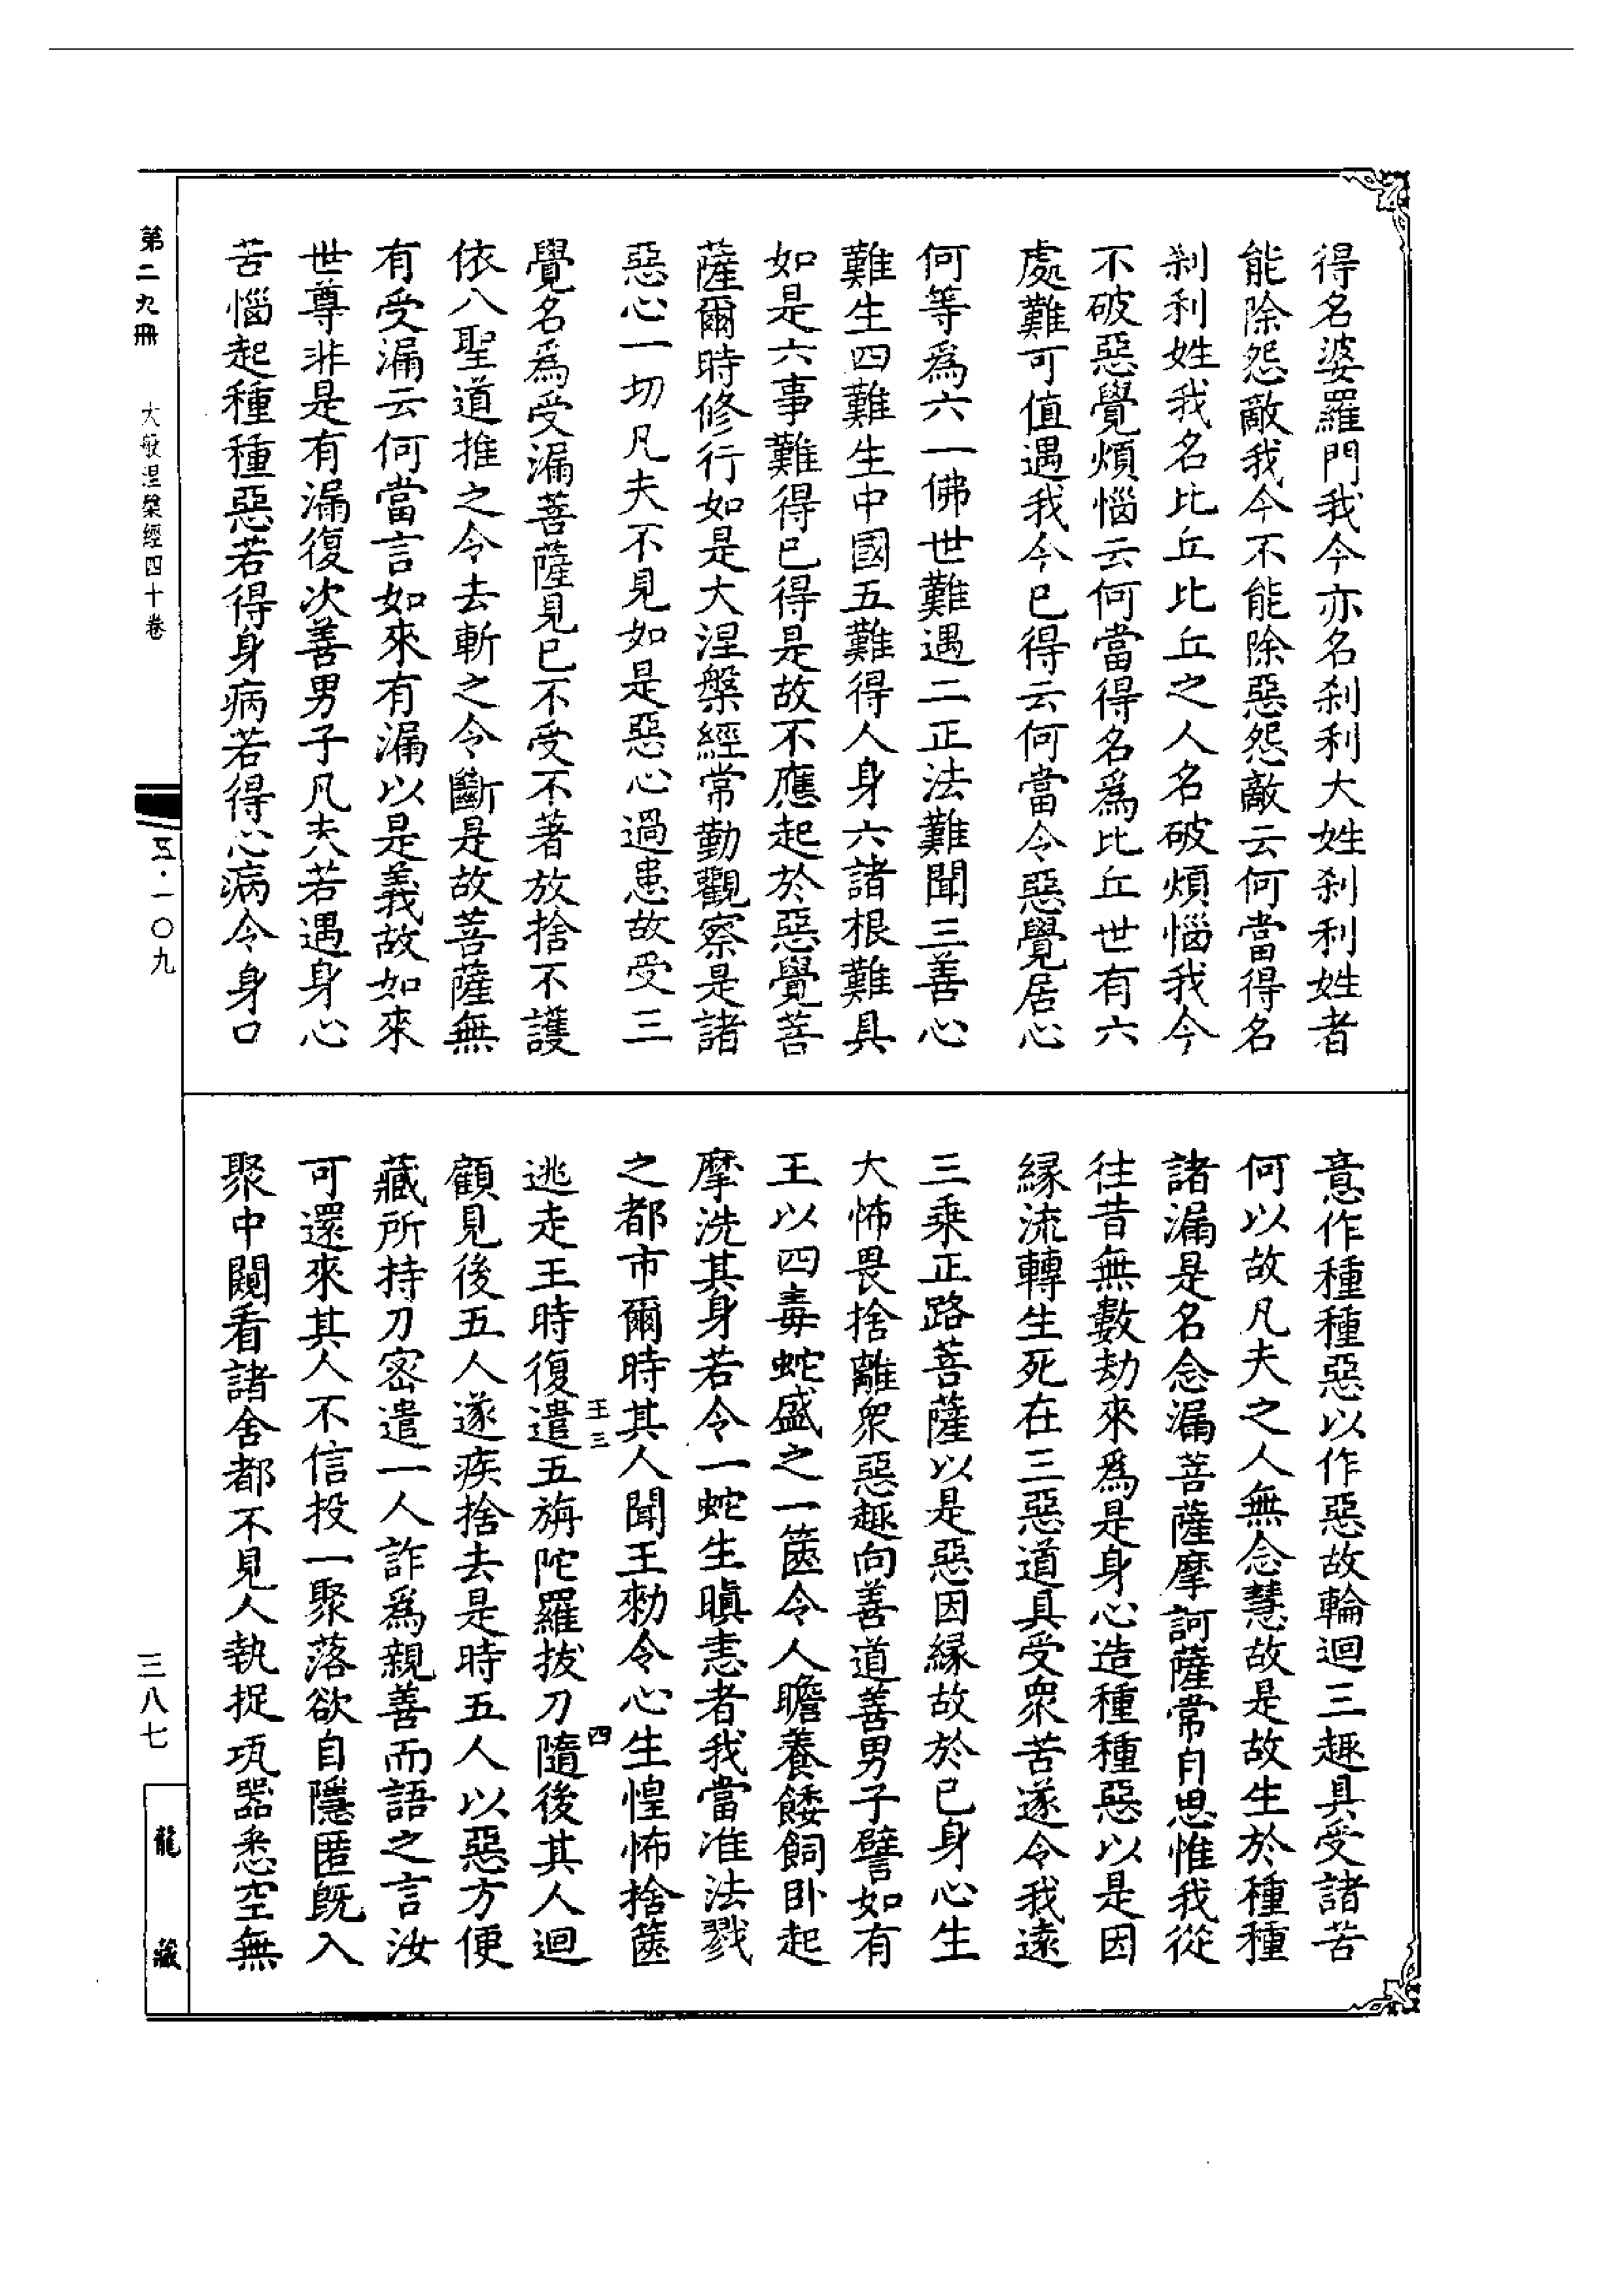 得名婆羅門我今亦名刹利大姓刹利姓者
能除怨敵我今不能除惡怨敵云何當得名
刹利姓我名比丘比丘之人名破煩惱我今
不破惡覺煩惱云何當得名爲比丘世有六
處難可值遇我今已得云何當令惡覺居心
何等爲六一佛世難遇二正法難聞三善心
難生四難生中國五難得人身六諸根難具
如是六事難得已得是故不應起於惡覺菩
薩爾時修行如是大涅槃經常勤觀察是諸
惡心一切凡夫不見如是惡心過患故受三
覺名爲受漏菩薩見已不受不著放捨不護
依八聖道推之令去斬之令斷是故菩薩無
有受漏云何當言如來有漏以是義故如來
世尊非是有漏復次善男子凡夫若遇身心
苦惱起種種惡若得身病若得心病令身口
意作種種惡以作惡故輪迴三趣具受諸苦
何以故凡夫之人無念慧故是故生於種種
諸漏是名念漏菩薩摩訶薩常自思惟我從
往昔無數劫來爲是身心造種種惡以是因
緣流轉生死在三惡道具受衆苦遂令我遠
三乘正路菩薩以是惡因緣故於已身心生
大怖畏捨離衆惡趣向善道善男子譬如有
王以四毒蛇盛之一篋令人瞻養餧飼卧起
摩洗其身若令一蛇生瞋恚者我當准法戮
之都市爾時其人聞王勑令心生惶怖捨篋
王三
四
逃走王時復遣五旃陀羅拔刀隨後其人迴
顧見後五人遂疾捨去是時五人以惡方便
藏所持刀密遣一人詐爲親善而語之言汝
可還來其人不信投一聚落欲自隱匿既入
聚中闚看諸舍都不見人執捉瓨器悉空無
第二九冊
大般涅槃經四十卷
五·一〇九
三八七
龍藏